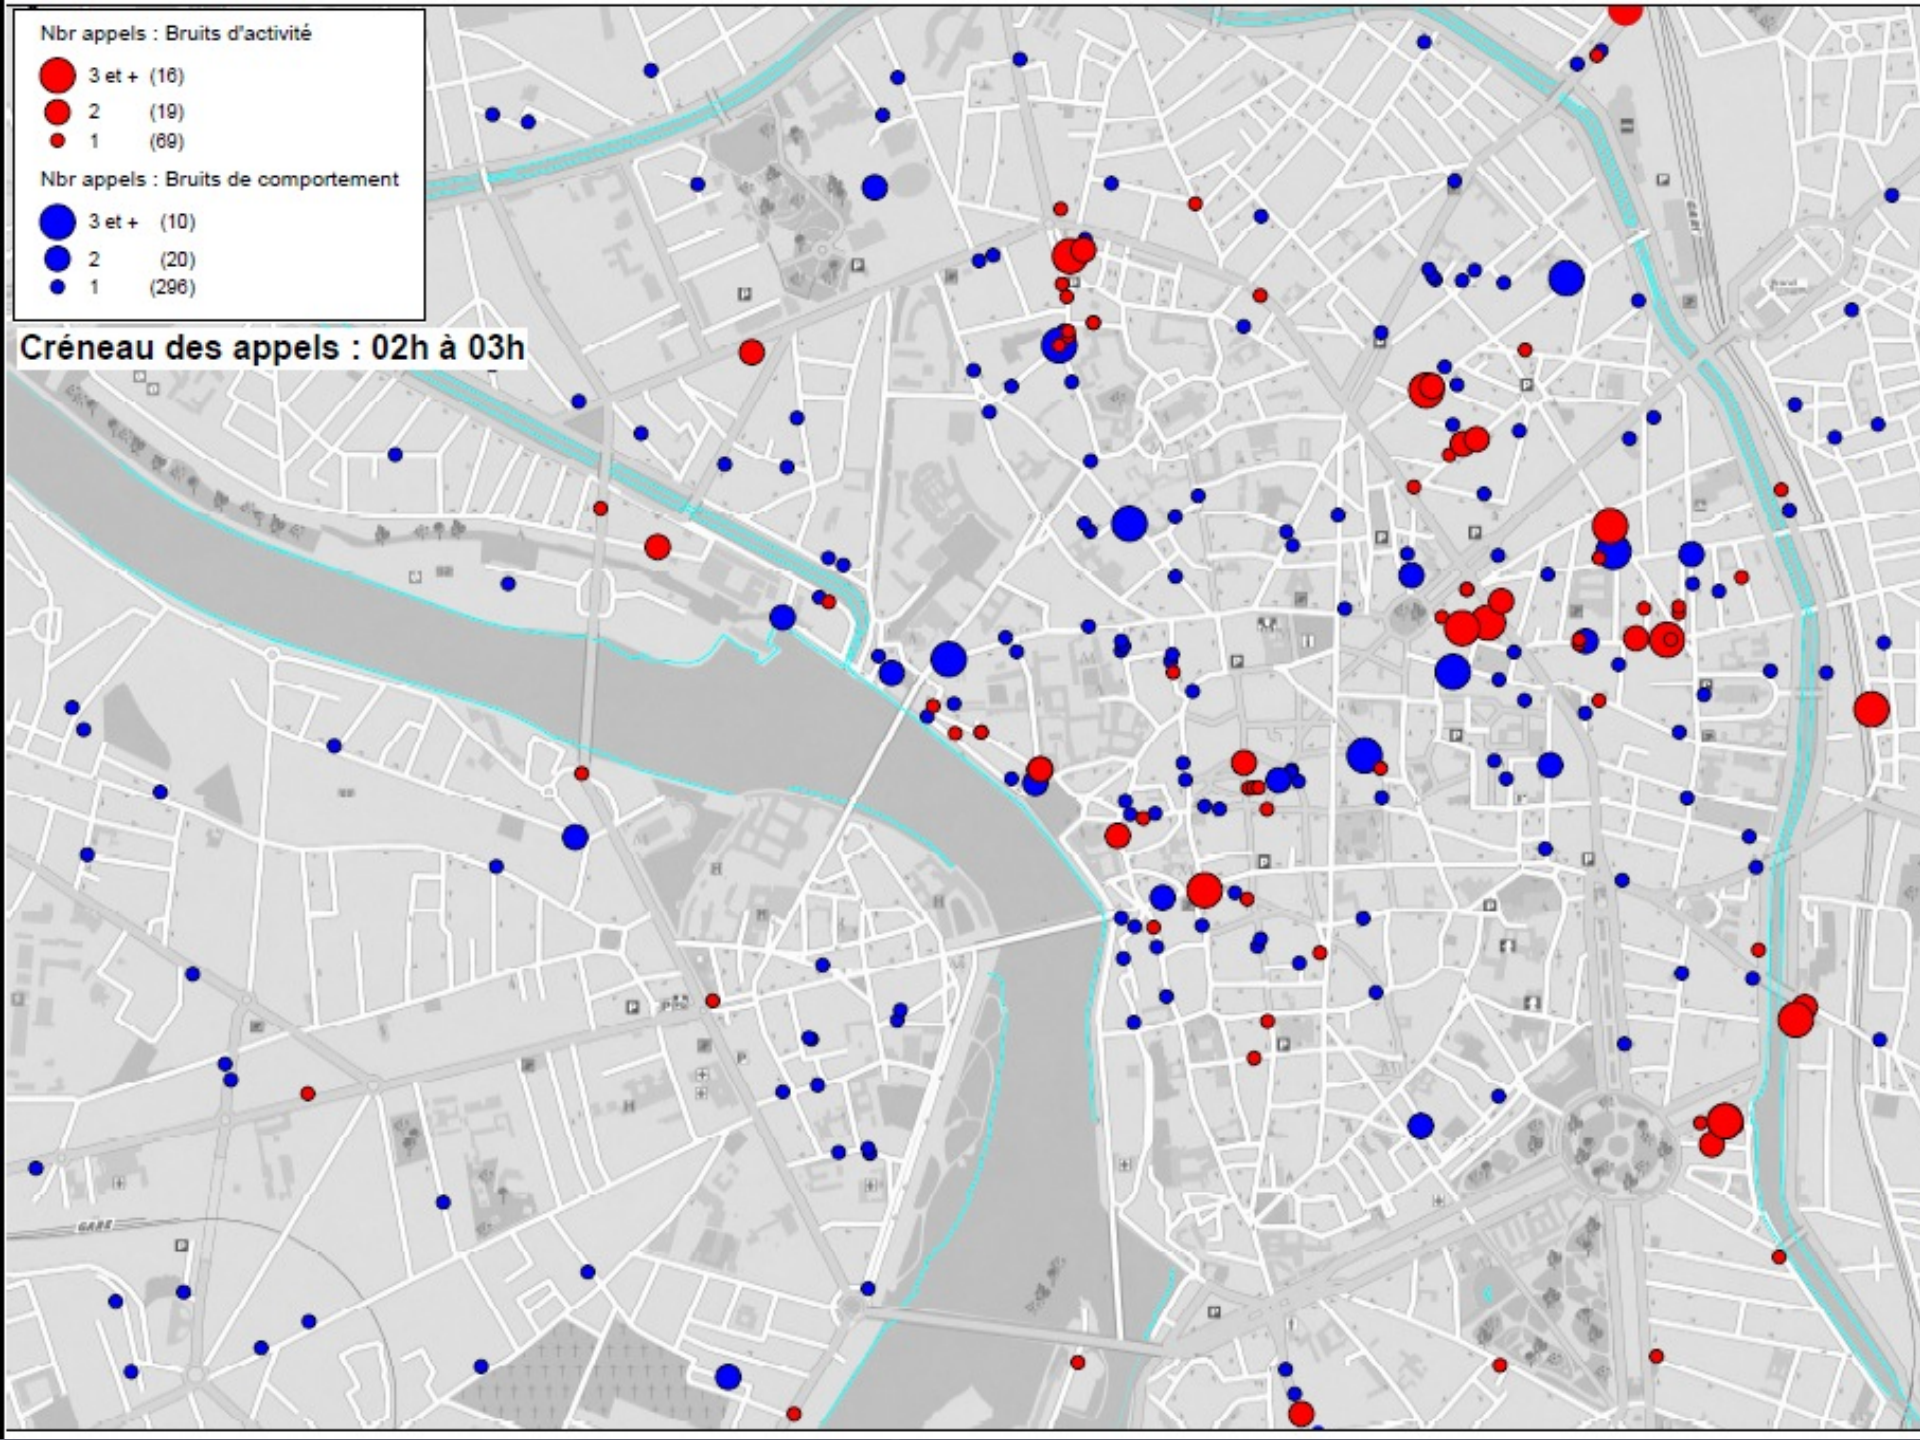 Nbr appels : Bruits d'activité
3 et + (16)
2 (19)
1 (69)
Nbr appels : Bruits de comportement
3 et + (10)
2 (20)
1 (296)
Créneau des appels : 02h à 03h
GARE
GARE